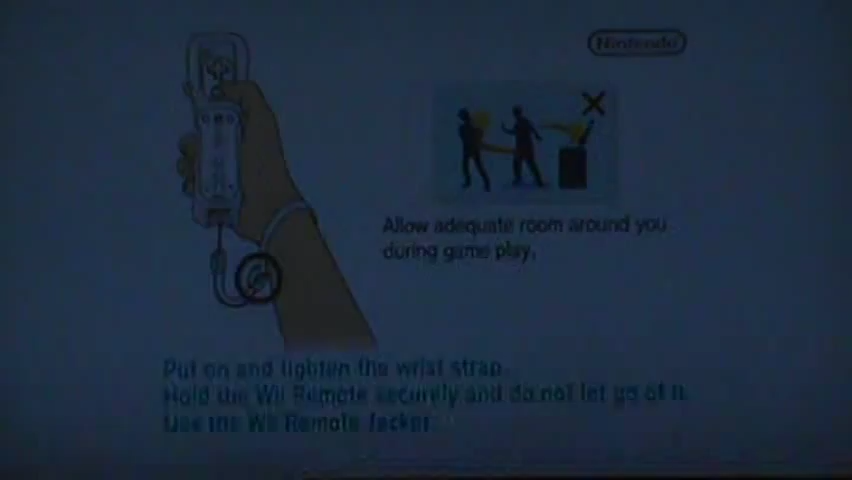 Nintendo
Allow adequate room around you
during game play.
Put on and tighten the wrist strap.
Hold the Wii Remote securely and do not let go of it.
Use the Wii Remote Jacket.